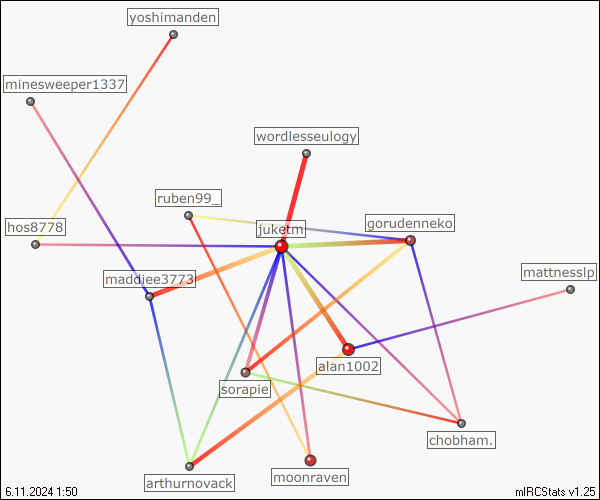 yoshimanden
minesweeper1337
wordlesseulogy
ruben99_
hos8778
juketm
gorudenneko
maddiee3773
mattnesslp
alan1002
sorapie
chobham.
arthurnovack
moonraven
6.11.2024 1:50
mIRCStats v1.25